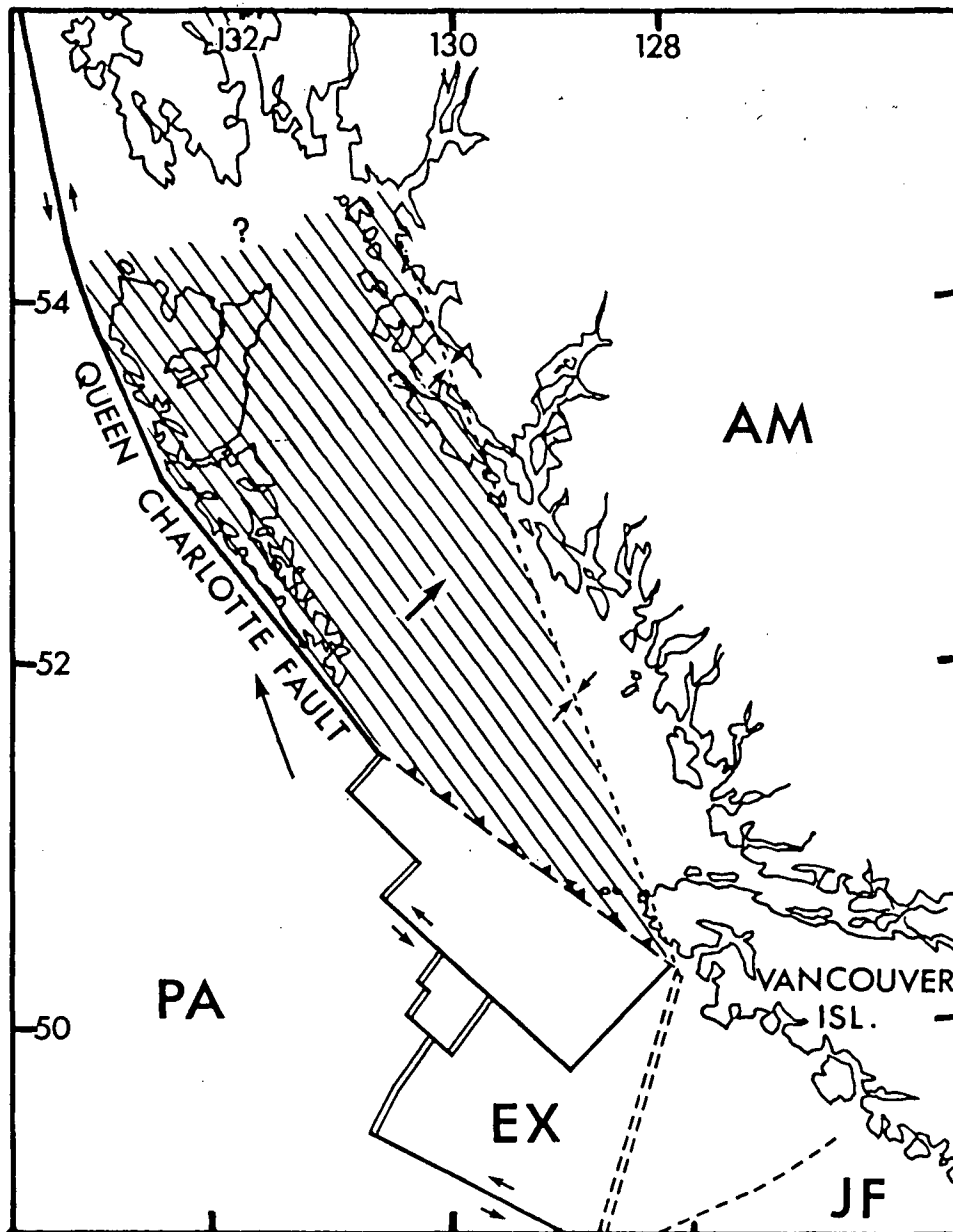 132 130 128
?
54
QUEEN CHARLOTTE FAULT
AM
52
PA
VANCOUVER
ISL.
50
EX
JF